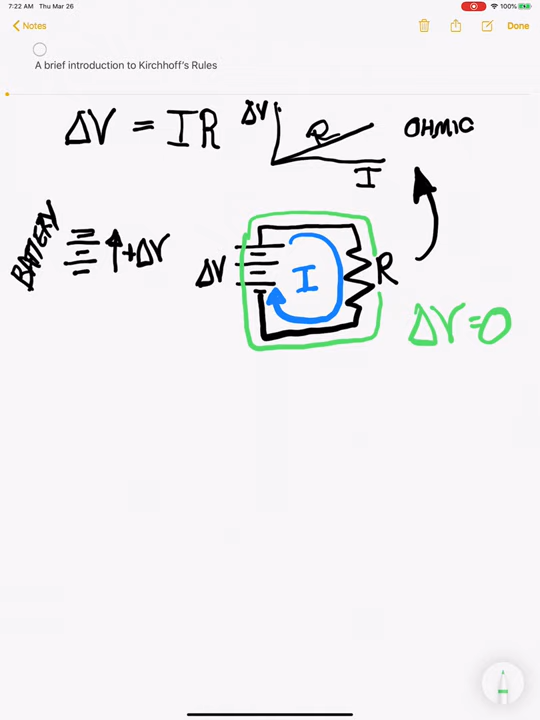 7:22 AM Thu Mar 26
100%
Notes
Done
A brief introduction to Kirchhoff's Rules
ΔV = IR
ΔV
R
I
OHMIC
BATTERY
+ΔV
ΔV
I
R
ΔV=0